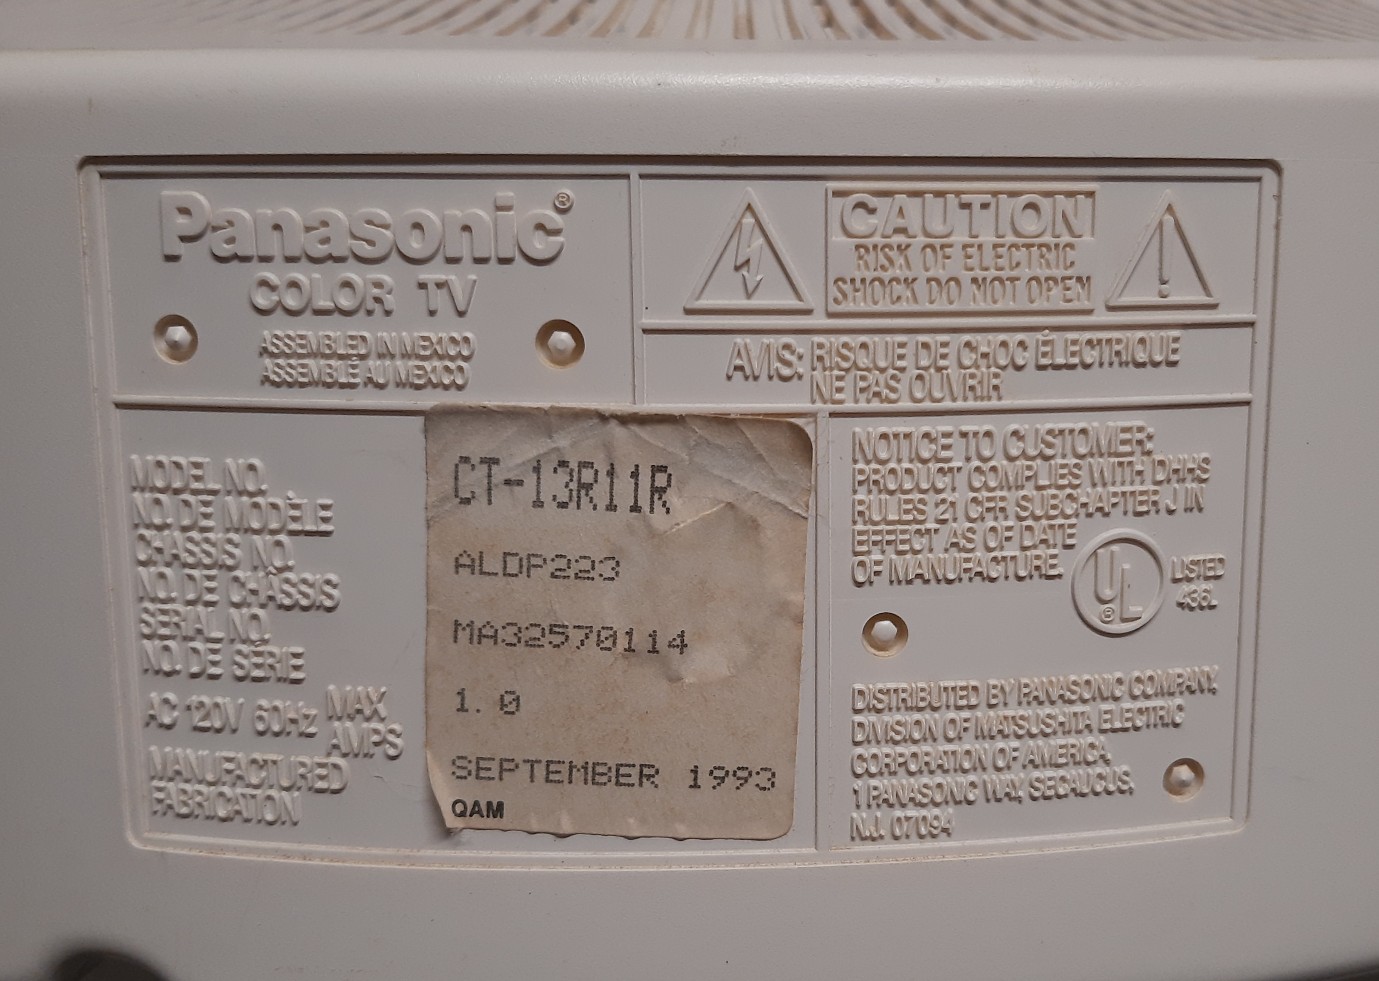 Panasonic®
COLOR TV
ASSEMBLED IN MEXICO
ASSEMBLÉ AU MEXICO
CAUTION
RISK OF ELECTRIC
SHOCK DO NOT OPEN
AVIS: RISQUE DE CHOC ÉLECTRIQUE
NE PAS OUVRIR
MODEL NO.
NO. DE MODÈLE
CHASSIS NO.
NO. DE CHÂSSIS
SERIAL NO.
NO. DE SÉRIE
AC 120V 60Hz MAX
AMPS
MANUFACTURED
FABRICATION
CT-13R11R
ALDP223
MA32570114
1.0
SEPTEMBER 1993
QAM
NOTICE TO CUSTOMER:
PRODUCT COMPLIES WITH DHHS
RULES 21 CFR SUBCHAPTER J IN
EFFECT AS OF DATE
OF MANUFACTURE.
UL®
LISTED
436L
DISTRIBUTED BY PANASONIC COMPANY,
DIVISION OF MATSUSHITA ELECTRIC
CORPORATION OF AMERICA,
1 PANASONIC WAY, SECAUCUS,
N.J. 07094